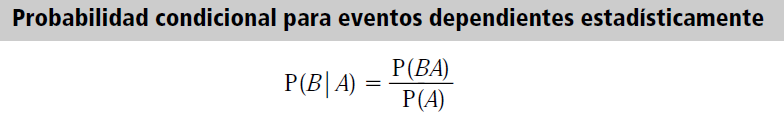 Probabilidad condicional para eventos dependientes estadísticamente
P(B| A) = P(BA) / P(A)